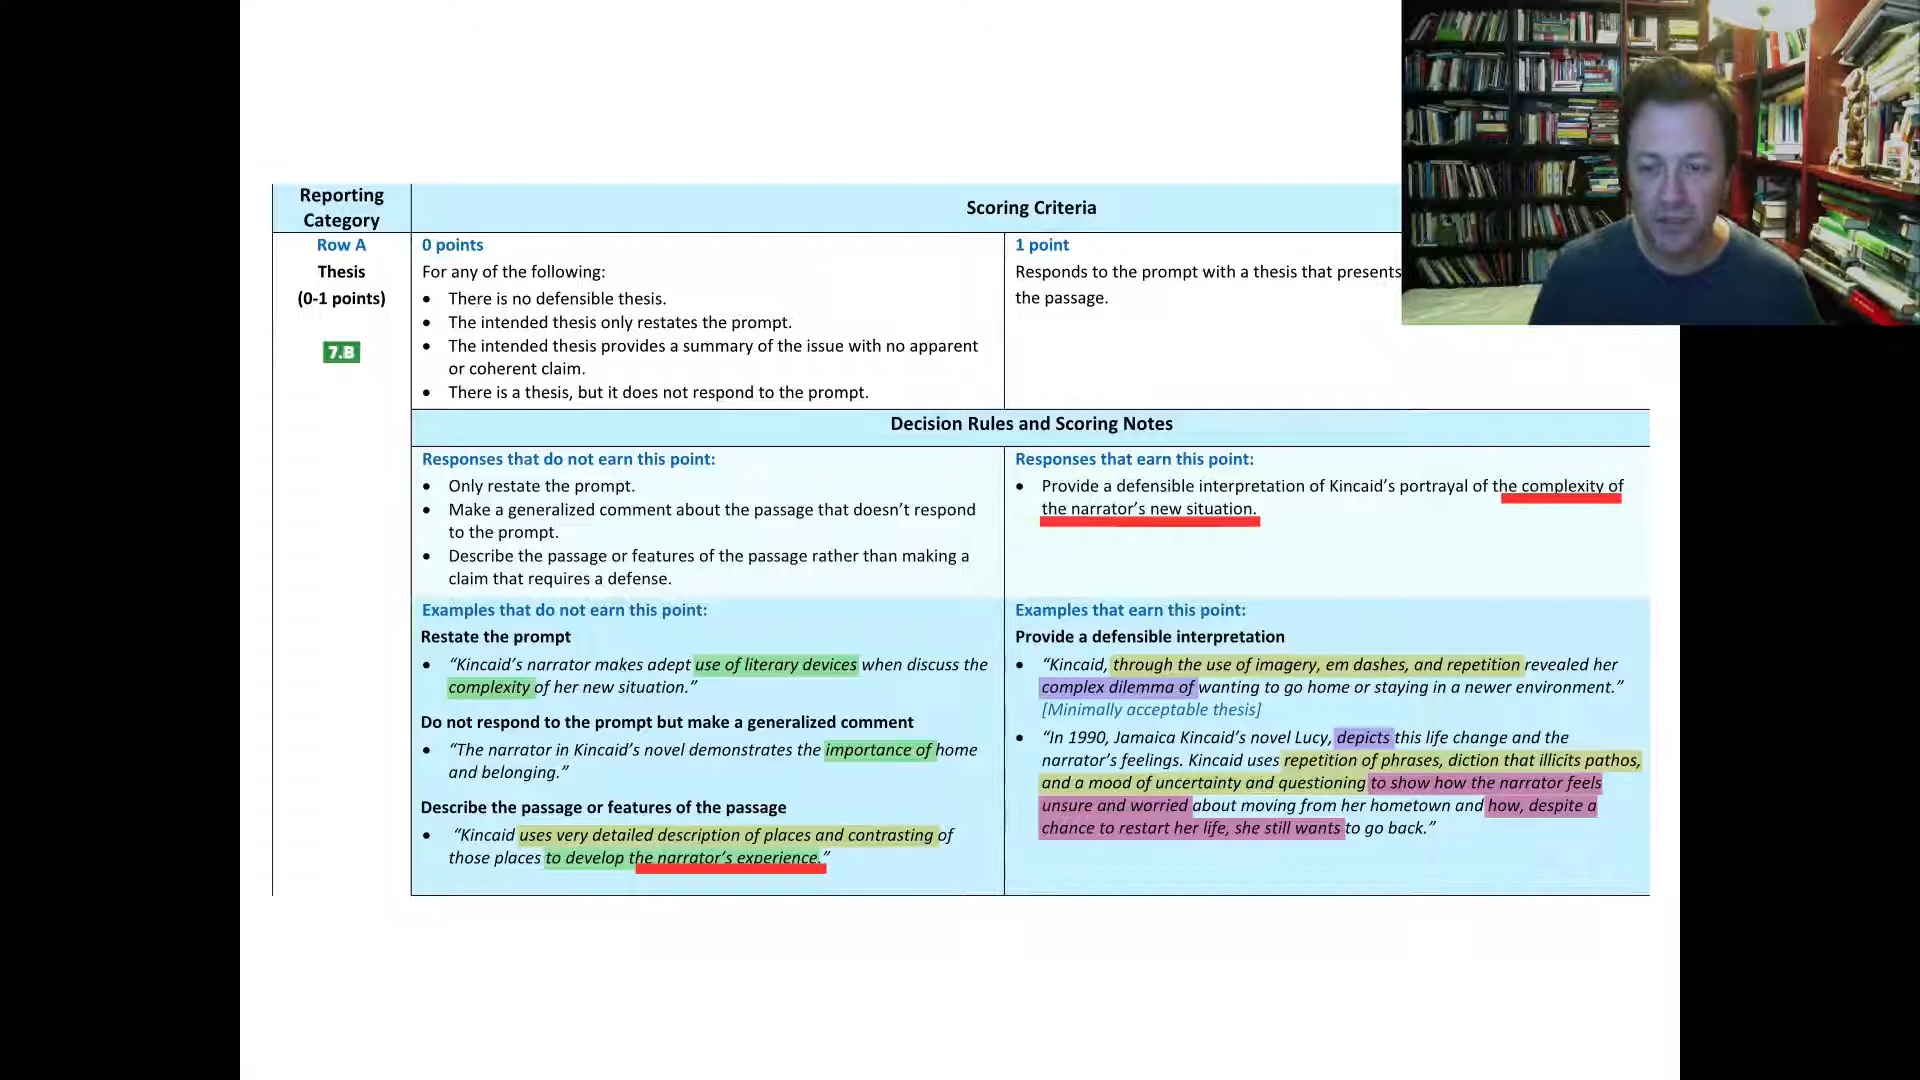 Reporting
Category
Scoring Criteria
Row A
Thesis
(0-1 points)
7.B
0 points
For any of the following:
• There is no defensible thesis.
• The intended thesis only restates the prompt.
• The intended thesis provides a summary of the issue with no apparent
or coherent claim.
• There is a thesis, but it does not respond to the prompt.
1 point
Responds to the prompt with a thesis that presents
the passage.
Decision Rules and Scoring Notes
Responses that do not earn this point:
• Only restate the prompt.
• Make a generalized comment about the passage that doesn’t respond
to the prompt.
• Describe the passage or features of the passage rather than making a
claim that requires a defense.
Responses that earn this point:
• Provide a defensible interpretation of Kincaid’s portrayal of the complexity of
the narrator’s new situation.
Examples that do not earn this point:
Restate the prompt
• “Kincaid’s narrator makes adept use of literary devices when discuss the
complexity of her new situation.”
Do not respond to the prompt but make a generalized comment
• “The narrator in Kincaid’s novel demonstrates the importance of home
and belonging.”
Describe the passage or features of the passage
• “Kincaid uses very detailed description of places and contrasting of
those places to develop the narrator’s experience.”
Examples that earn this point:
Provide a defensible interpretation
• “Kincaid, through the use of imagery, em dashes, and repetition revealed her
complex dilemma of wanting to go home or staying in a newer environment.”
[Minimally acceptable thesis]
• “In 1990, Jamaica Kincaid’s novel Lucy, depicts this life change and the
narrator’s feelings. Kincaid uses repetition of phrases, diction that illicits pathos,
and a mood of uncertainty and questioning to show how the narrator feels
unsure and worried about moving from her hometown and how, despite a
chance to restart her life, she still wants to go back.”